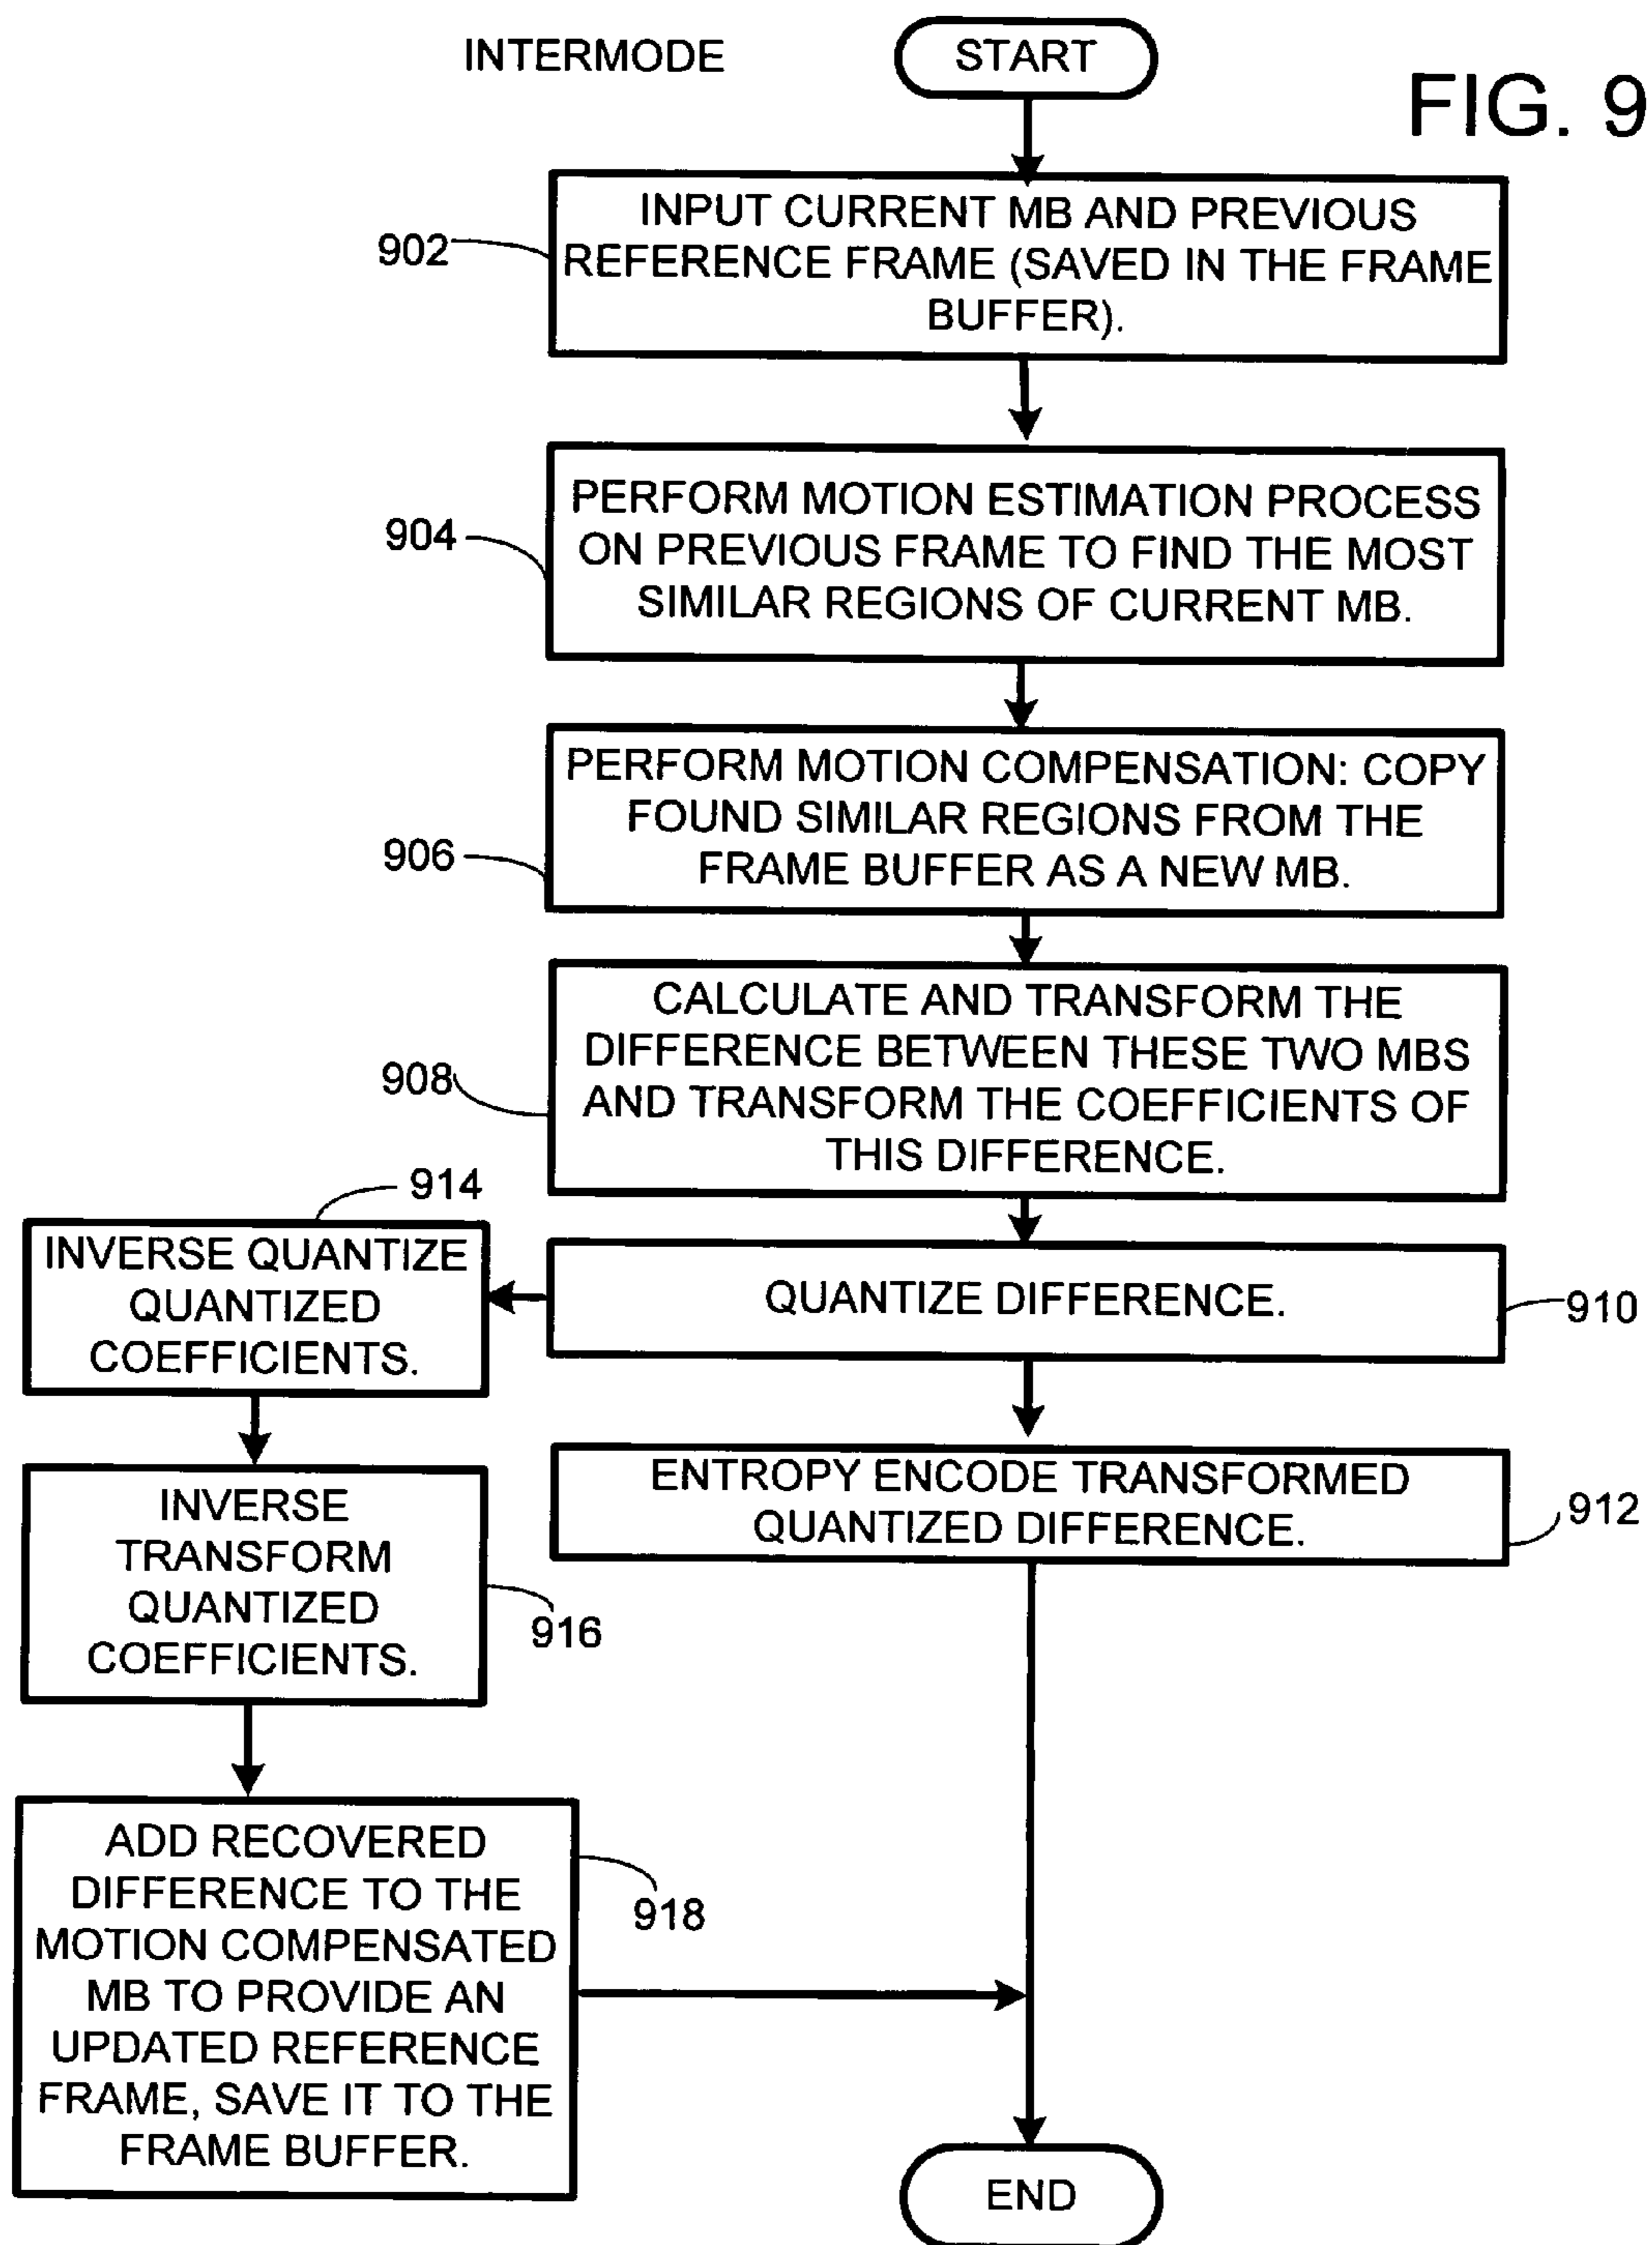 INTERMODE
START
FIG. 9
INPUT CURRENT MB AND PREVIOUS
REFERENCE FRAME (SAVED IN THE FRAME
BUFFER).
902
PERFORM MOTION ESTIMATION PROCESS
ON PREVIOUS FRAME TO FIND THE MOST
SIMILAR REGIONS OF CURRENT MB.
904
PERFORM MOTION COMPENSATION: COPY
FOUND SIMILAR REGIONS FROM THE
FRAME BUFFER AS A NEW MB.
906
CALCULATE AND TRANSFORM THE
DIFFERENCE BETWEEN THESE TWO MBS
AND TRANSFORM THE COEFFICIENTS OF
THIS DIFFERENCE.
908
QUANTIZE DIFFERENCE.
910
ENTROPY ENCODE TRANSFORMED
QUANTIZED DIFFERENCE.
912
914
INVERSE QUANTIZE
QUANTIZED
COEFFICIENTS.
INVERSE
TRANSFORM
QUANTIZED
COEFFICIENTS.
916
ADD RECOVERED
DIFFERENCE TO THE
MOTION COMPENSATED
MB TO PROVIDE AN
UPDATED REFERENCE
FRAME, SAVE IT TO THE
FRAME BUFFER.
918
END